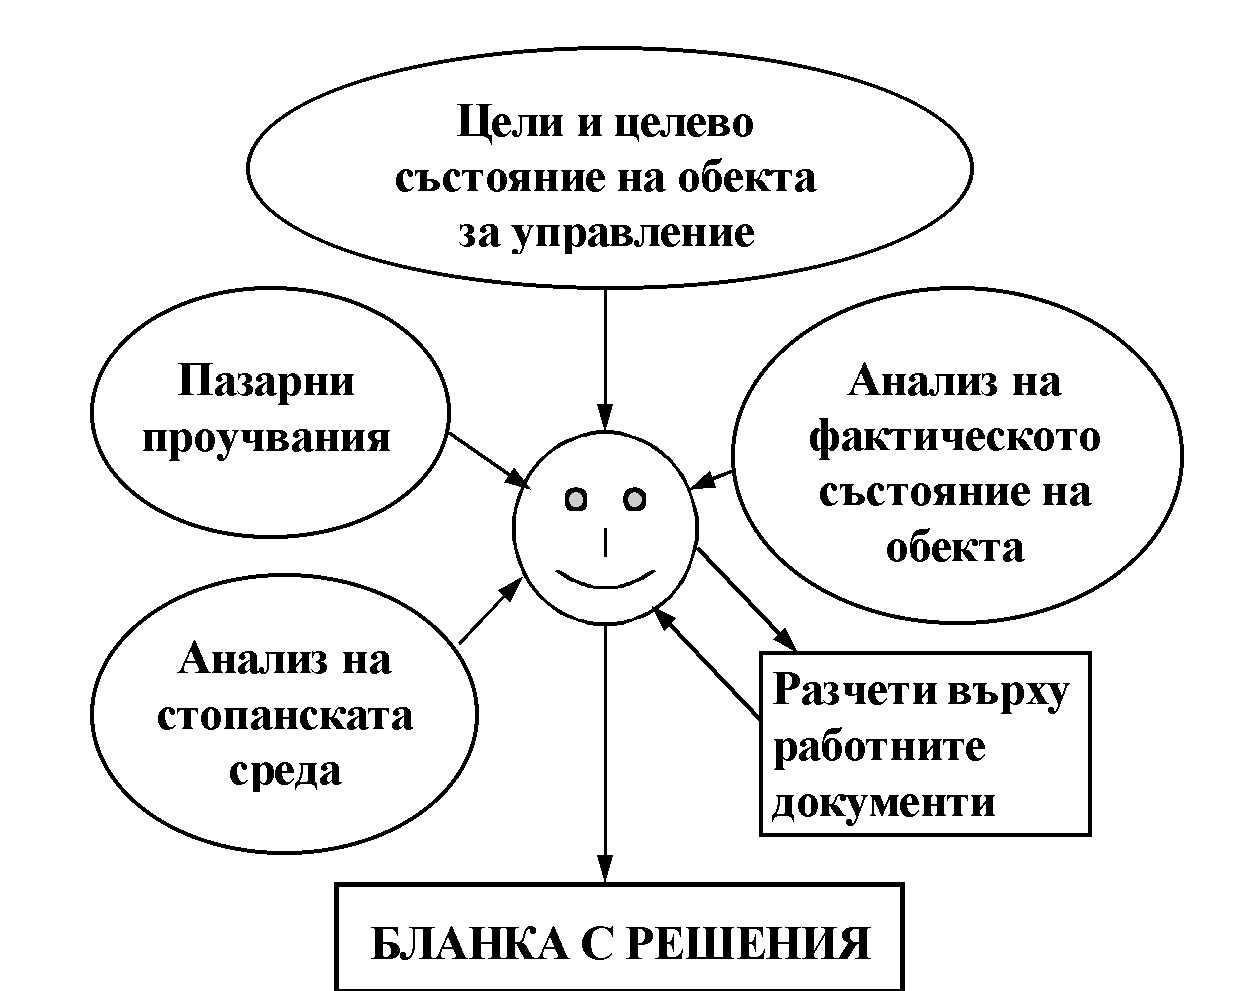 Цели и целево
състояние на обекта
за управление
Пазарни
проучвания
Анализ на
фактическото
състояние на
обекта
Анализ на
стопанската
среда
Разчети върху
работните
документи
БЛАНКА С РЕШЕНИЯ